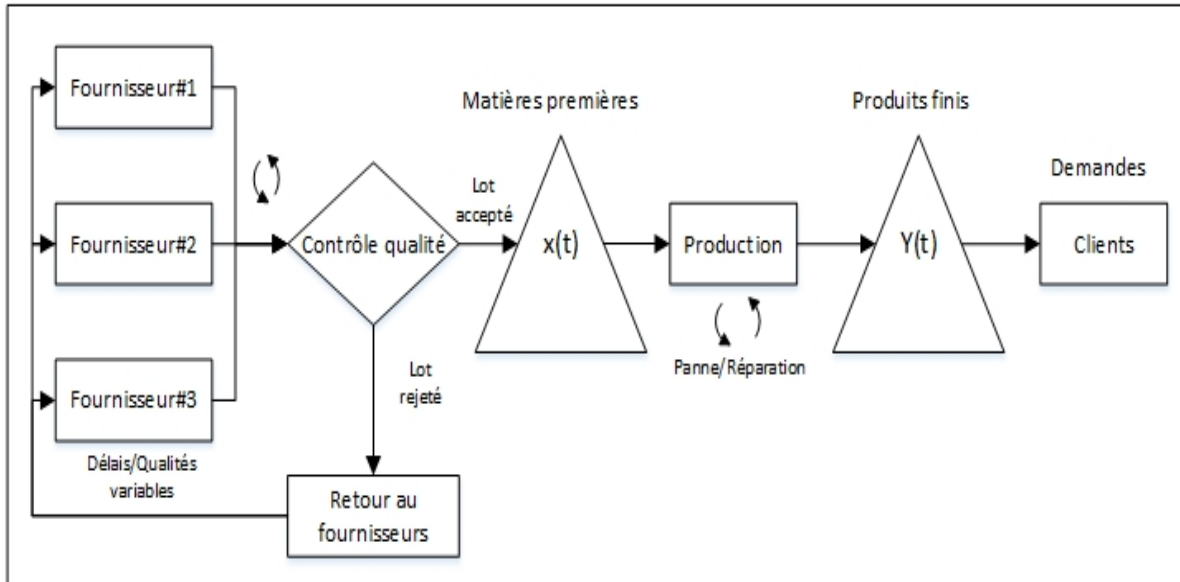 Fournisseur#1
Fournisseur#2
Fournisseur#3
Délais/Qualités
variables
Contrôle qualité
Lot
accepté
Lot
rejeté
Retour au
fournisseurs
Matières premières
x(t)
Production
Panne/Réparation
Produits finis
Y(t)
Demandes
Clients